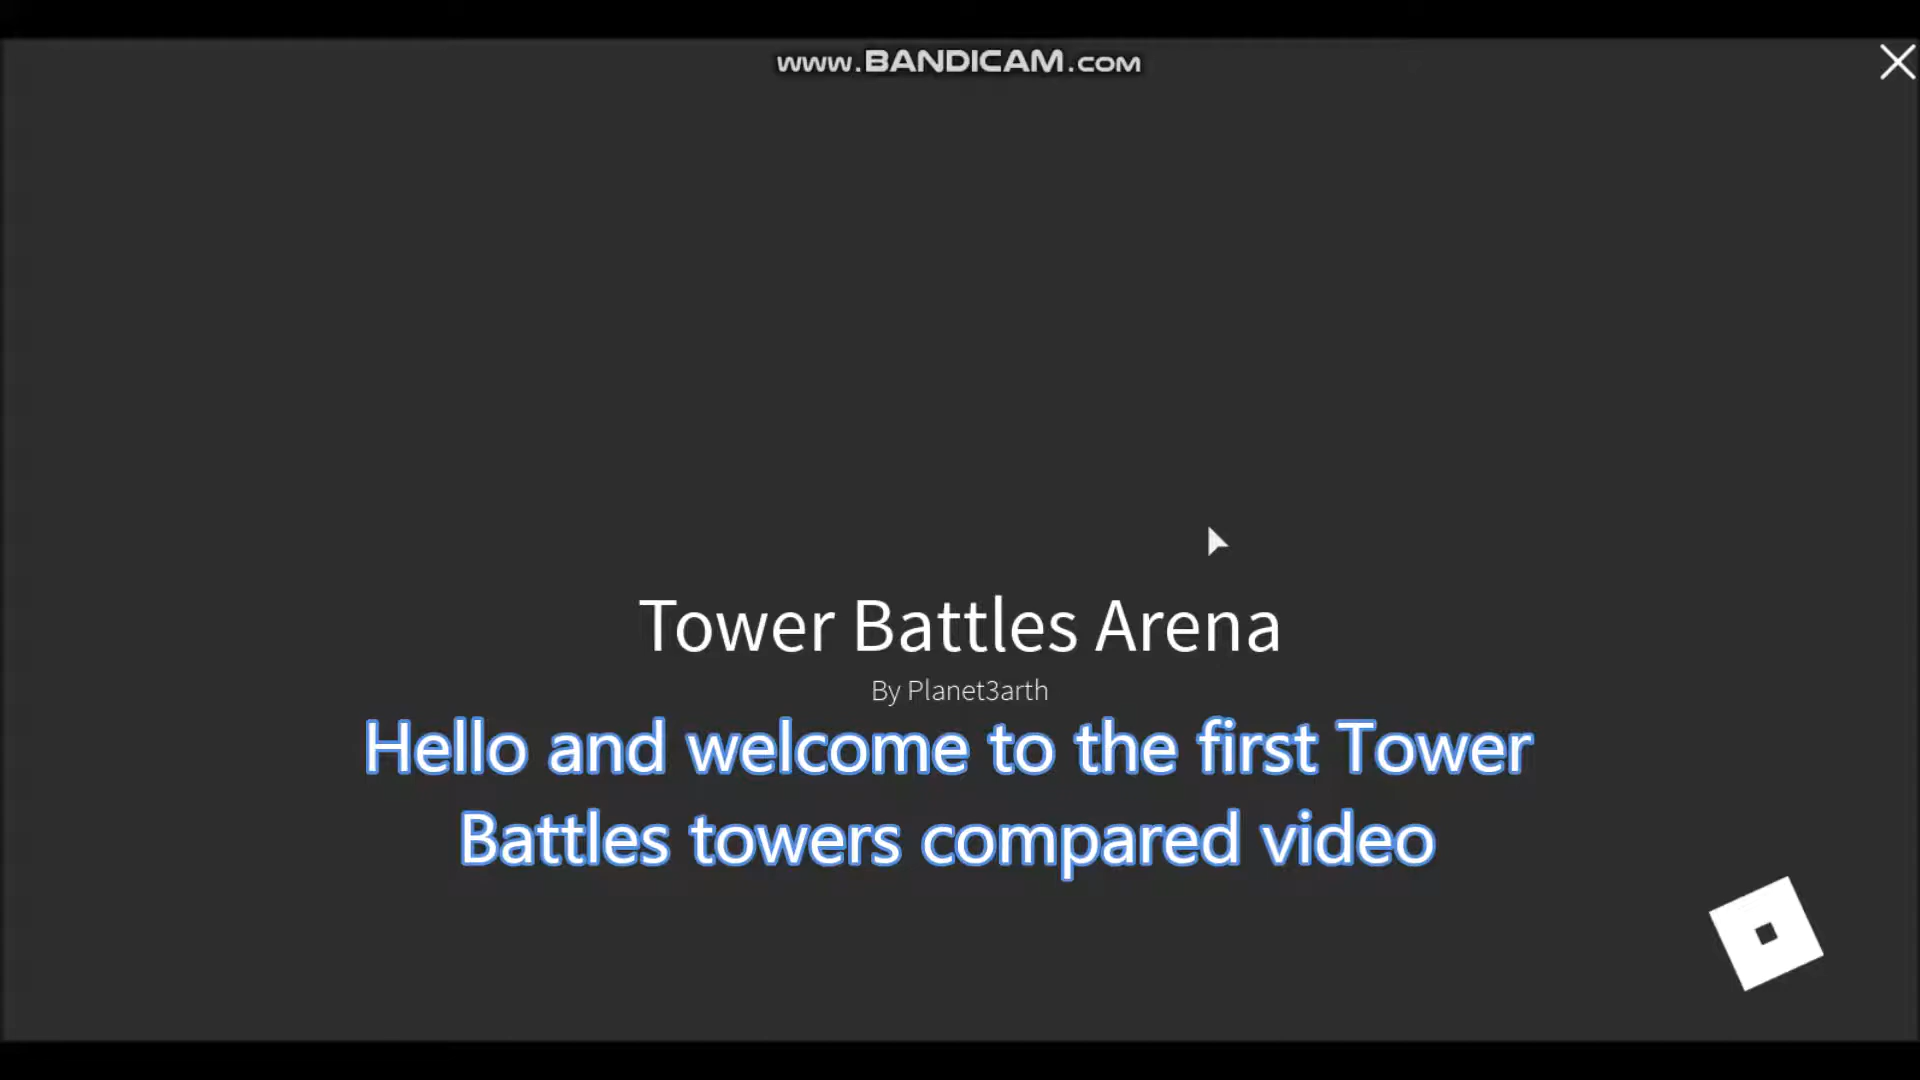 www.BANDICAM.COM
Tower Battles Arena
By Planet3arth
Hello and welcome to the first Tower
Battles towers compared video